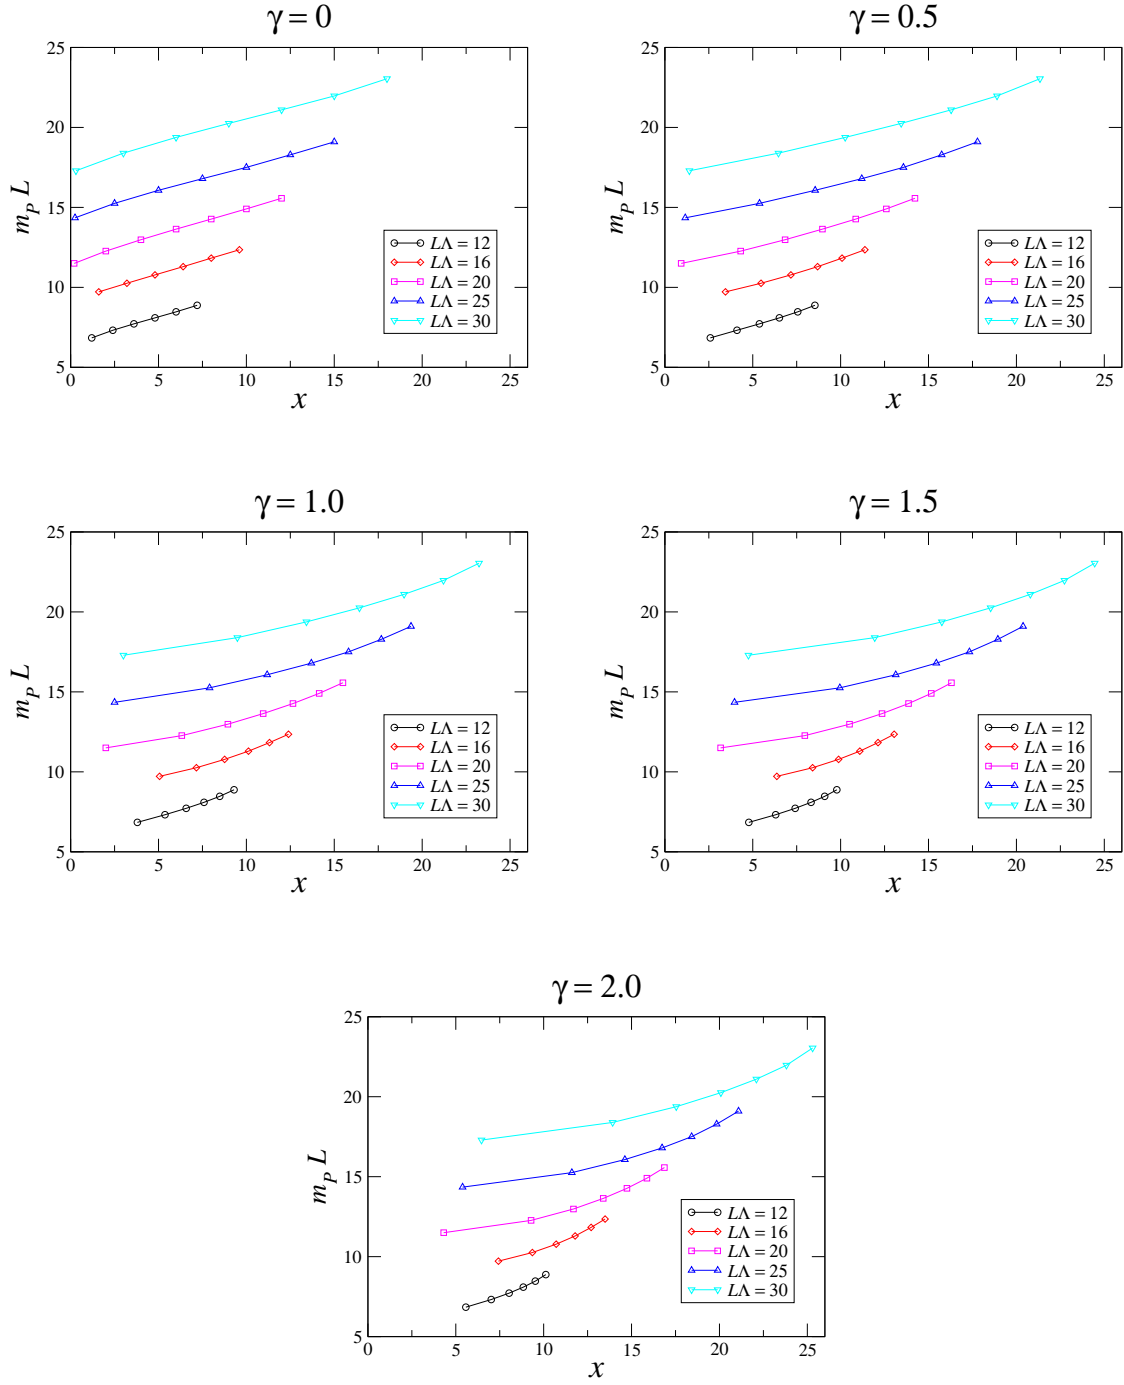 γ = 0
25
20
15
10
5
m_P L
0 5 10 15 20 25
x
LΛ = 12
LΛ = 16
LΛ = 20
LΛ = 25
LΛ = 30
γ = 0.5
25
20
15
10
5
m_P L
0 5 10 15 20 25
x
LΛ = 12
LΛ = 16
LΛ = 20
LΛ = 25
LΛ = 30
γ = 1.0
25
20
15
10
5
m_P L
0 5 10 15 20 25
x
LΛ = 12
LΛ = 16
LΛ = 20
LΛ = 25
LΛ = 30
γ = 1.5
25
20
15
10
5
m_P L
0 5 10 15 20 25
x
LΛ = 12
LΛ = 16
LΛ = 20
LΛ = 25
LΛ = 30
γ = 2.0
25
20
15
10
5
m_P L
0 5 10 15 20 25
x
LΛ = 12
LΛ = 16
LΛ = 20
LΛ = 25
LΛ = 30